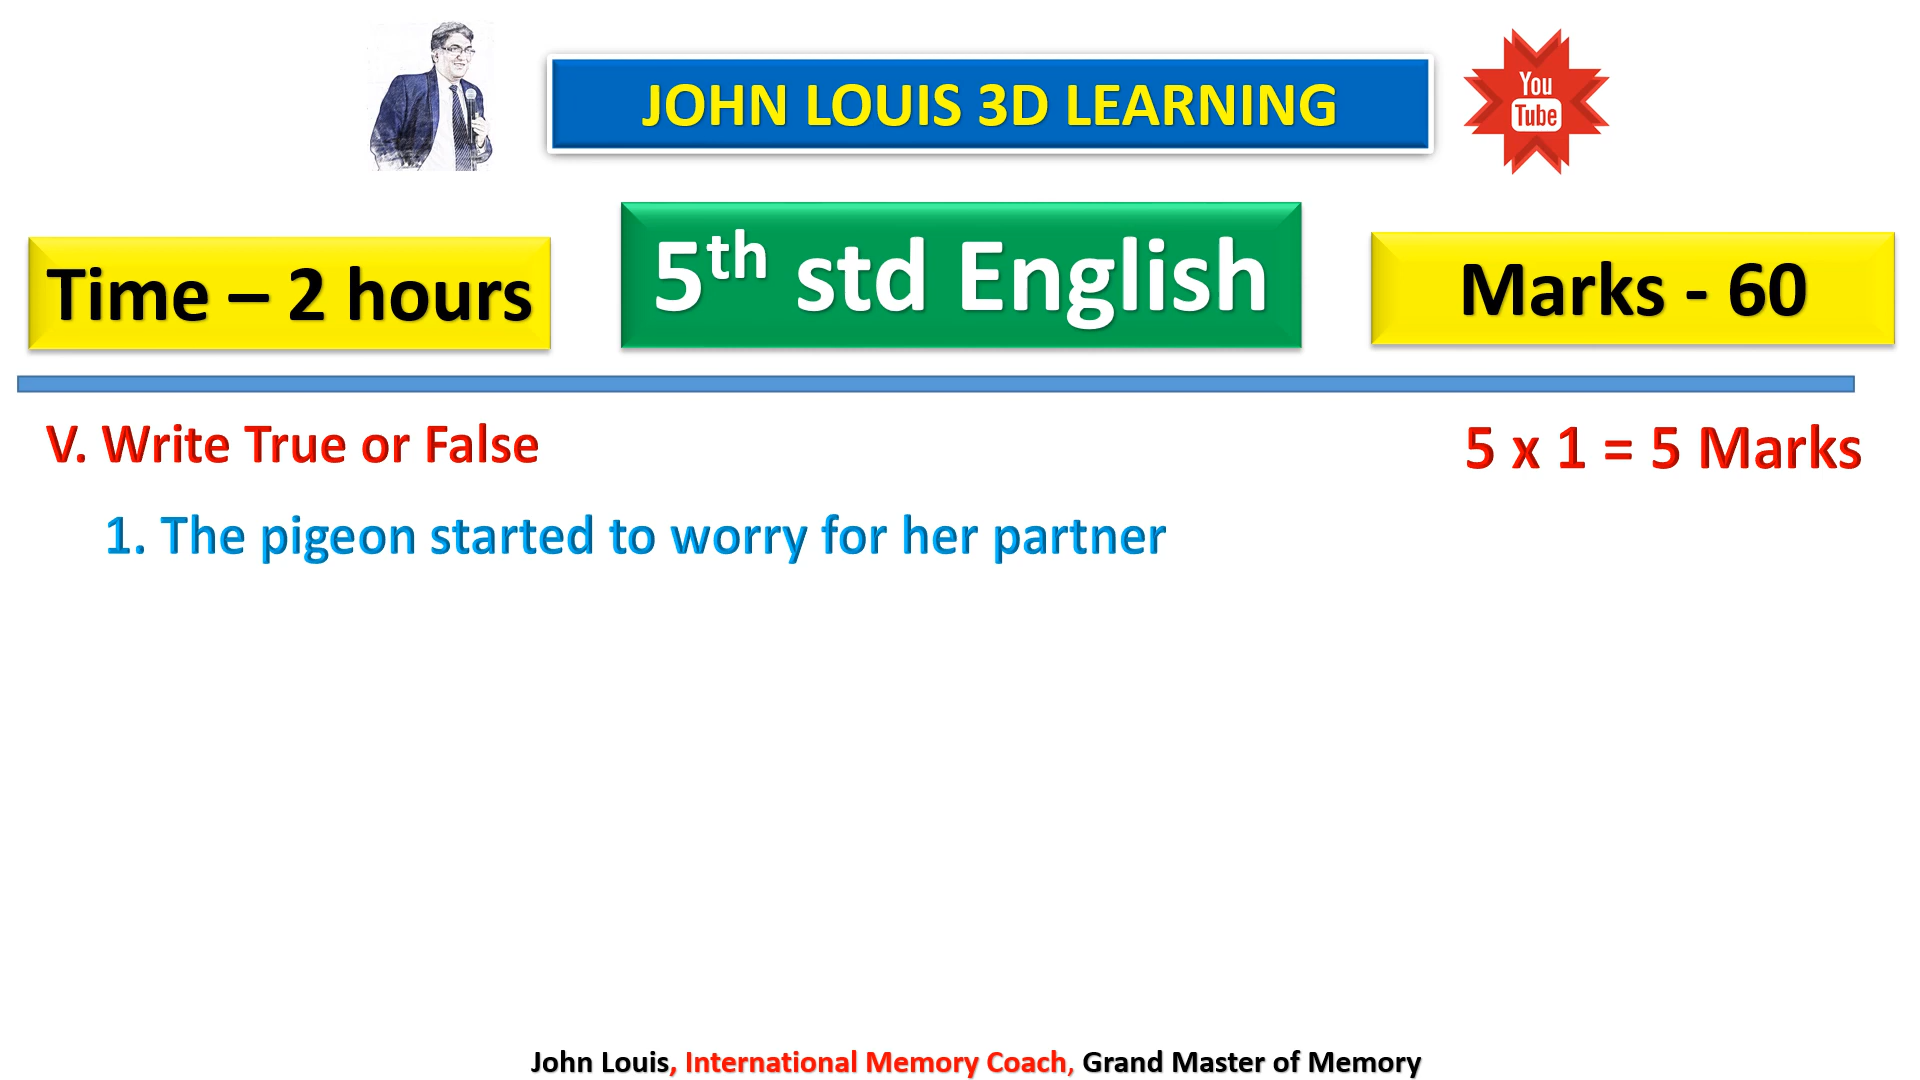 JOHN LOUIS 3D LEARNING
You
Tube
Time – 2 hours
5th std English
Marks - 60
V. Write True or False
5 x 1 = 5 Marks
1. The pigeon started to worry for her partner
John Louis, International Memory Coach, Grand Master of Memory